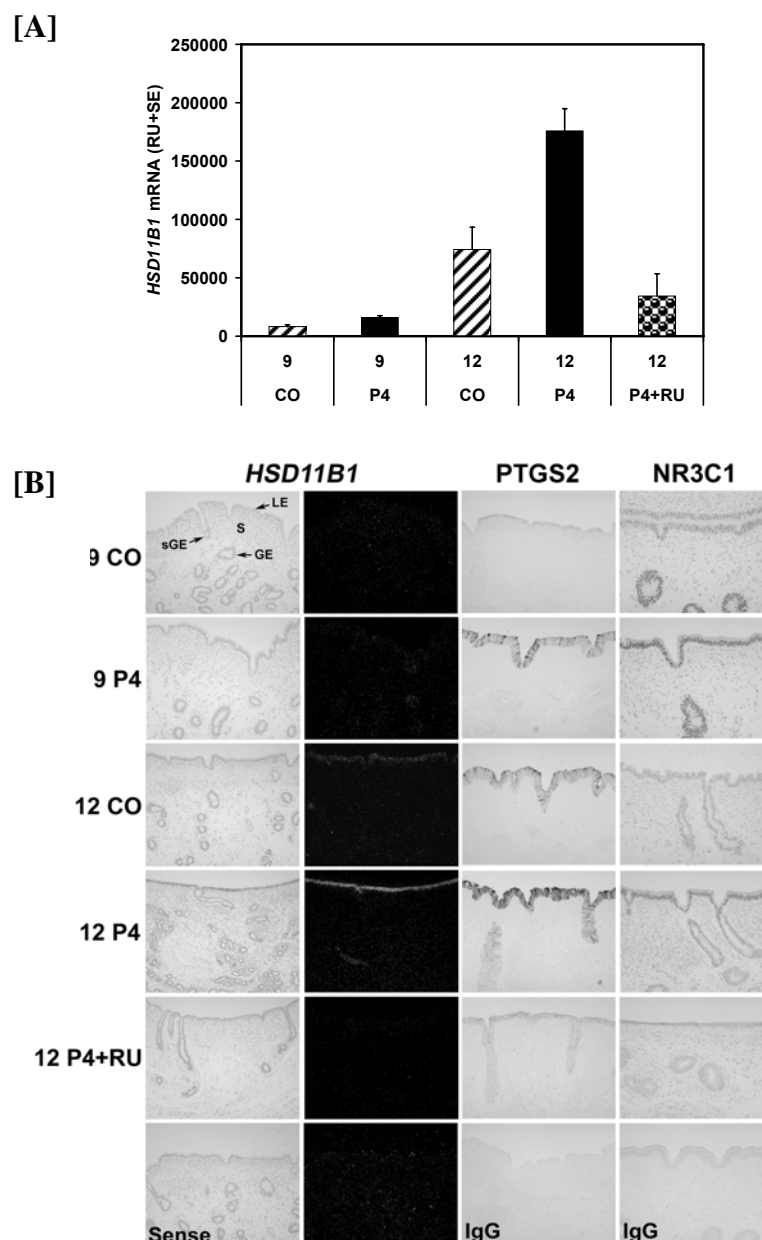 [A]
250000
200000
150000
100000
50000
0
HSD11B1 mRNA (RU+SE)
9 9 12 12 12
CO P4 CO P4 P4+RU
[B]
HSD11B1 PTGS2 NR3C1
LE
S
sGE
GE
9 CO
9 P4
12 CO
12 P4
12 P4+RU
Sense IgG IgG